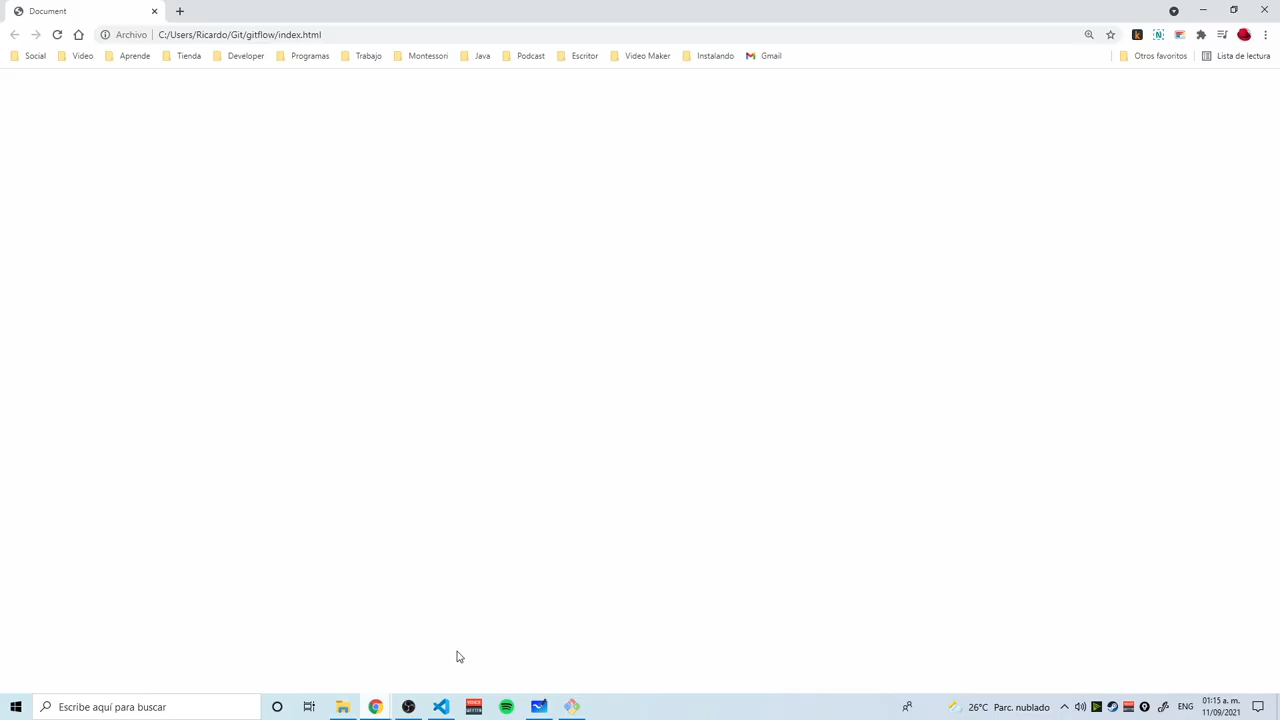 Document
Archivo C:/Users/Ricardo/Git/gitflow/index.html
Social Video Aprende Tienda Developer Programas Trabajo Montessori Java Podcast Escritor Video Maker Instalando Gmail Otros favoritos Lista de lectura
Escribe aquí para buscar 26°C Parc. nublado ENG 01:15 a. m.
11/09/2021